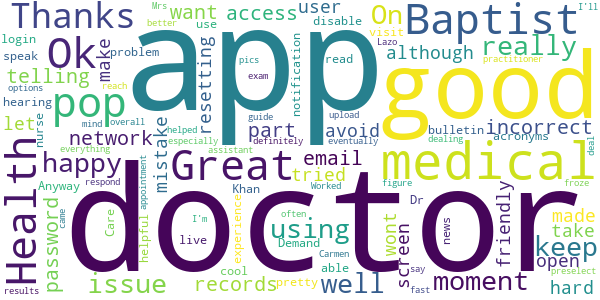 Thanks
login
speak
Ok
make
problem
want
use
better
Mrs
access
user
disable
On
visit
Lazo
Baptist
I'll
options
telling
pop
resetting
pics
exam
app
notification
read
although
really
reach
practitioner
good
hearing
let
nurse
mind
overall
network
everything
mistake
guide
upload
eventually
part
avoid
bulletin
dealing
incorrect
acronyms
deal
Health
happy
Great
email
especially
helped
definitely
tried
assistant
Worked
medical
figure
froze
Anyway
respond
password
came
Care
appointment
helpful
Khan
experience
I'm
live
using
Demand
often
Carmen
able
screen
Dr
news
say
fast
friendly
made
take
open
keep
preselect
doctor
results
issue
records
cool
pretty
well
wont
moment
hard